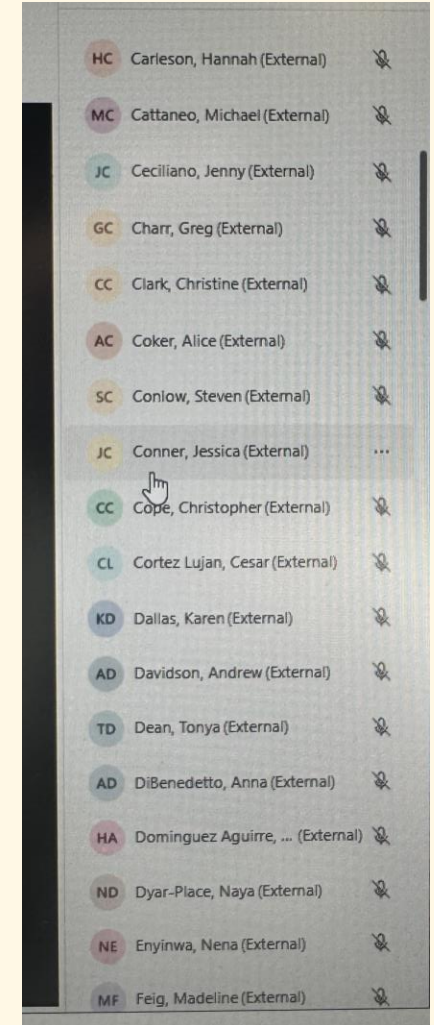 HC Carleson, Hannah (External)
MC Cattaneo, Michael (External)
JC Ceciliano, Jenny (External)
GC Charr, Greg (External)
CC Clark, Christine (External)
AC Coker, Alice (External)
SC Conlow, Steven (External)
JC Conner, Jessica (External) ...
CC Cope, Christopher (External)
CL Cortez Lujan, Cesar (External)
KD Dallas, Karen (External)
AD Davidson, Andrew (External)
TD Dean, Tonya (External)
AD DiBenedetto, Anna (External)
HA Dominguez Aguirre, ... (External)
ND Dyar-Place, Naya (External)
NE Enyinwa, Nena (External)
MF Feig, Madeline (External)